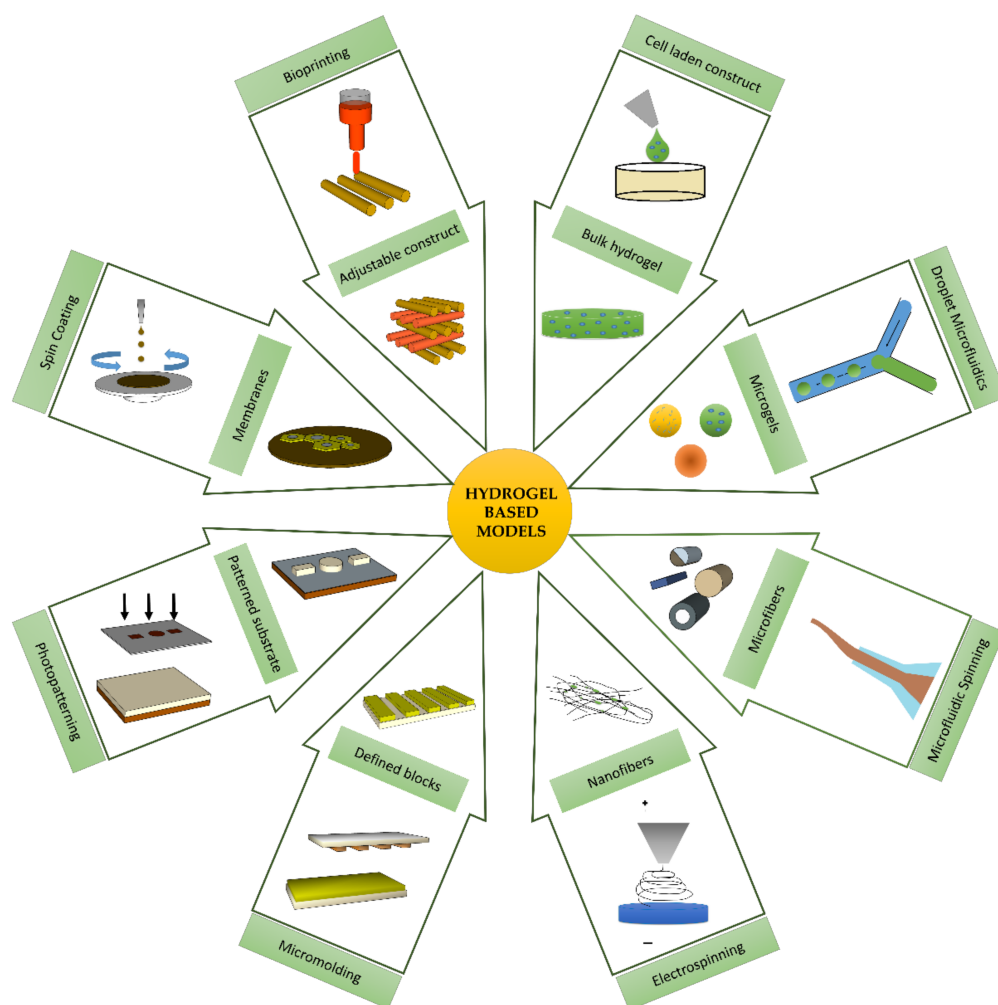 Bioprinting
Adjustable construct
Cell laden construct
Bulk hydrogel
Droplet Microfluidics
Microgels
Spin Coating
Membranes
HYDROGEL
BASED
MODELS
Photopatterning
Patterned substrate
Microfibers
Microfluidic Spinning
Defined blocks
Micromolding
Nanofibers
+
−
Electrospinning